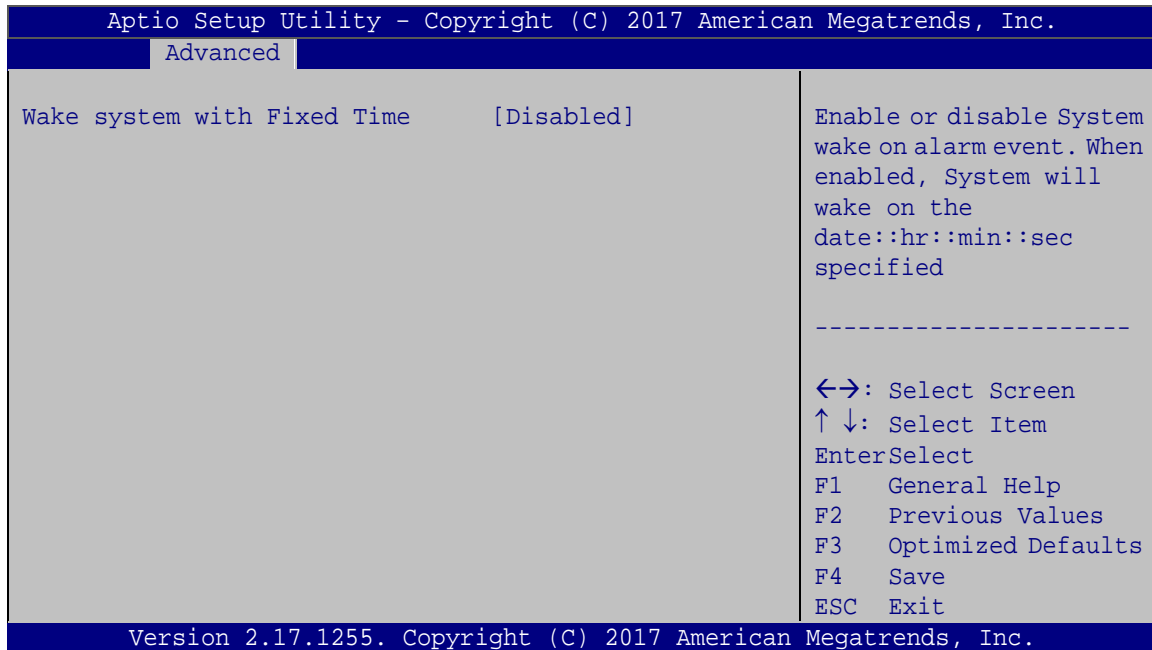 Aptio Setup Utility – Copyright (C) 2017 American Megatrends, Inc.
Advanced
Wake system with Fixed Time [Disabled]
Enable or disable System
wake on alarm event. When
enabled, System will
wake on the
date::hr::min::sec
specified
----------------------
←→: Select Screen
↑ ↓: Select Item
EnterSelect
F1 General Help
F2 Previous Values
F3 Optimized Defaults
F4 Save
ESC Exit
Version 2.17.1255. Copyright (C) 2017 American Megatrends, Inc.